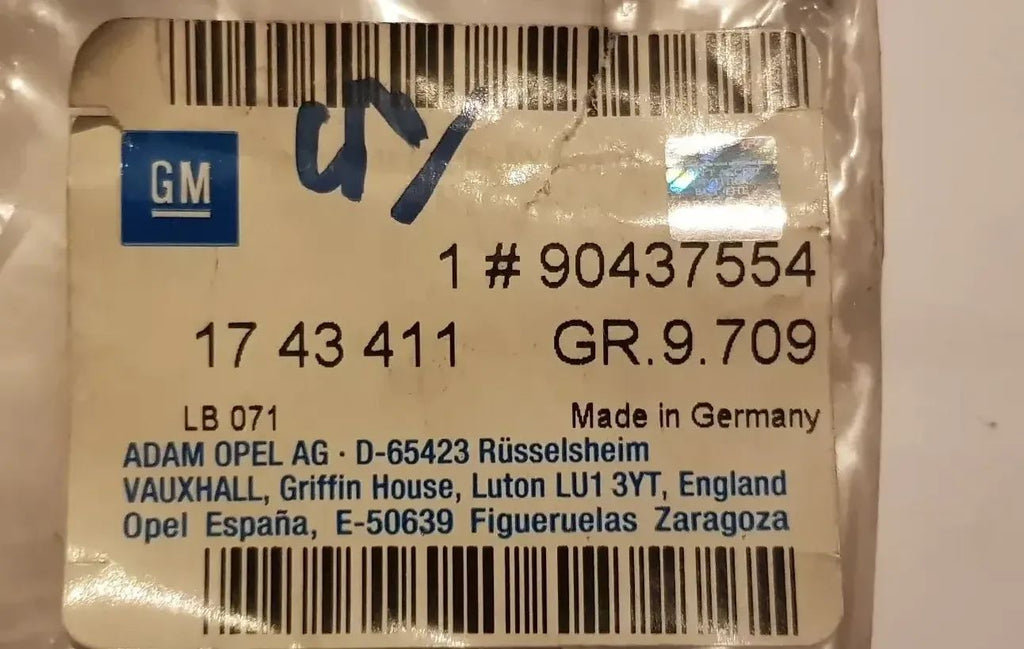 GM
1 # 90437554
17 43 411 GR.9.709
LB 071 Made in Germany
ADAM OPEL AG · D-65423 Rüsselsheim
VAUXHALL, Griffin House, Luton LU1 3YT, England
Opel España, E-50639 Figueruelas Zaragoza